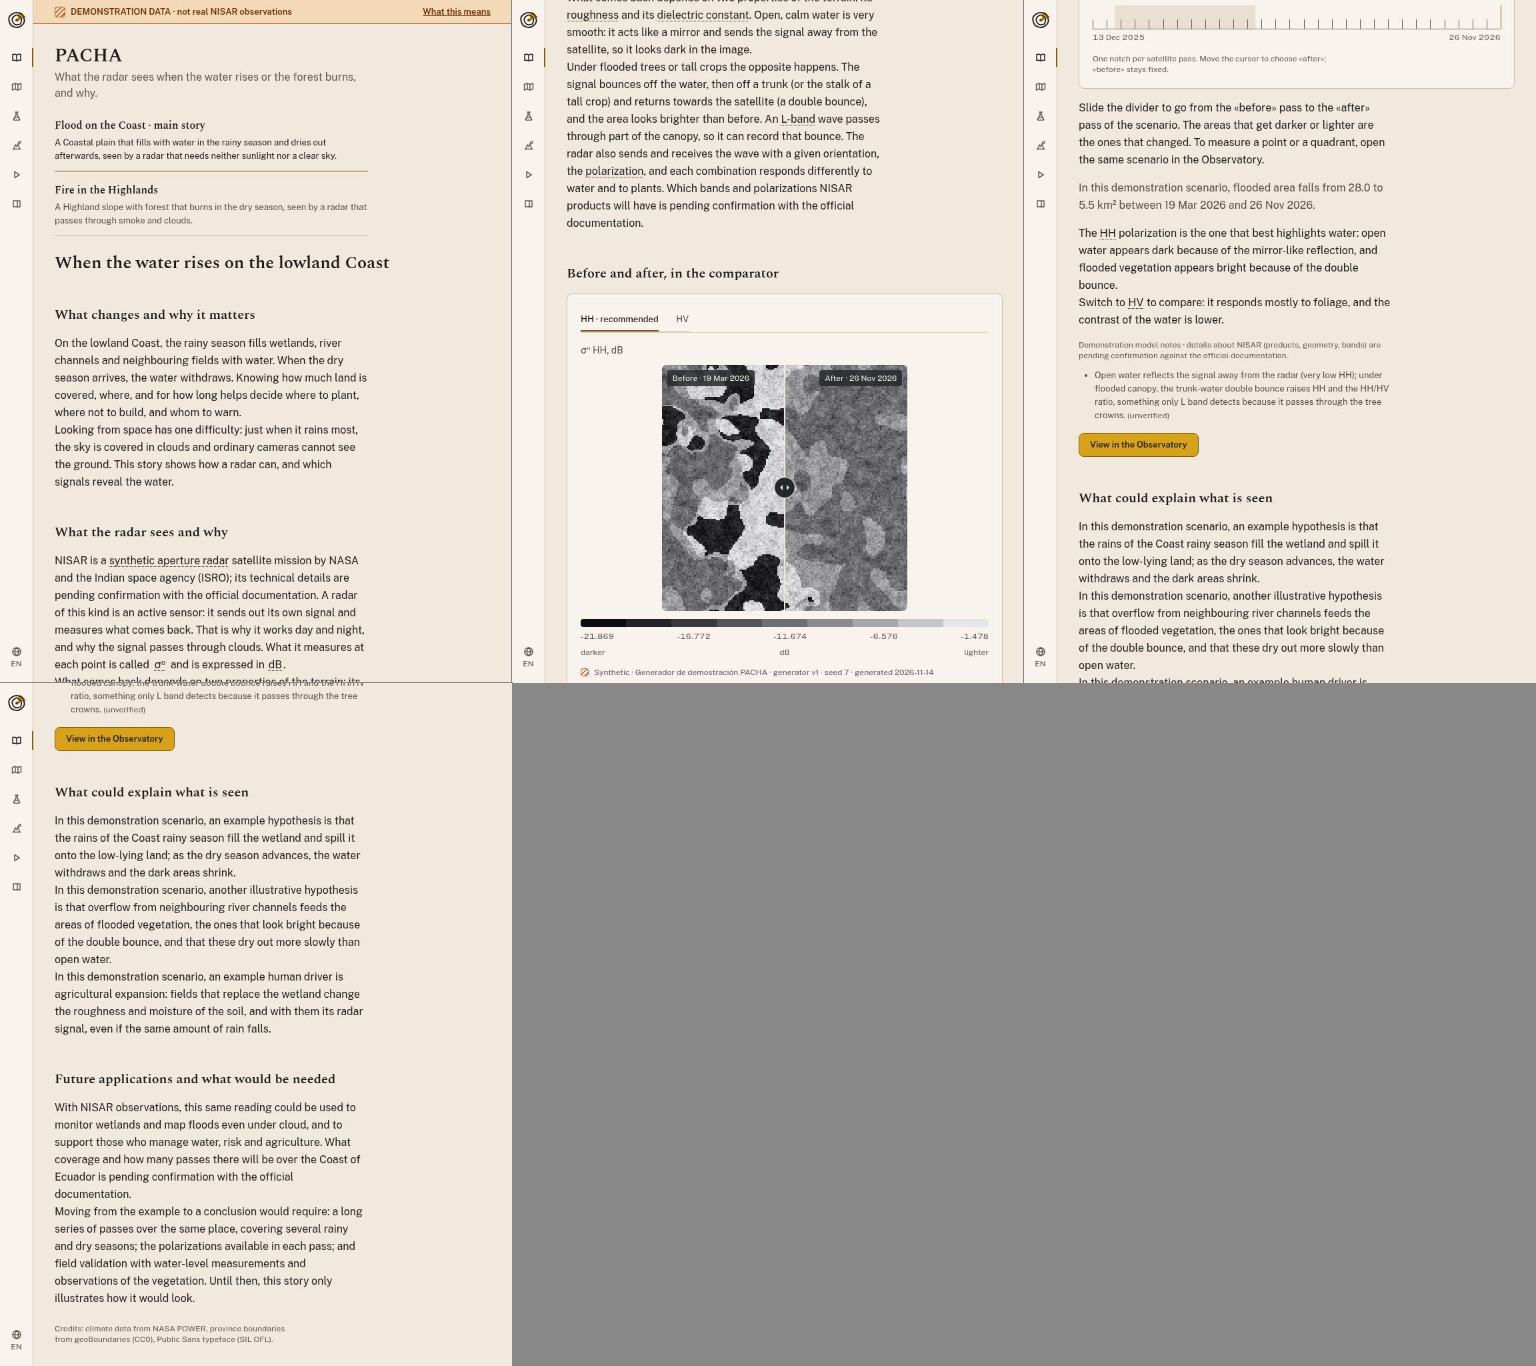 DEMONSTRATION DATA · not real NISAR observations
What this means
PACHA
What the radar sees when the water rises or the forest burns,
and why.
Flood on the Coast · main story
A Coastal plain that fills with water in the rainy season and dries out
afterwards, seen by a radar that needs neither sunlight nor a clear sky.
Fire in the Highlands
A Highland slope with forest that burns in the dry season, seen by a radar that
passes through smoke and clouds.
When the water rises on the lowland Coast
What changes and why it matters
On the lowland Coast, the rainy season fills wetlands, river
channels and neighbouring fields with water. When the dry
season arrives, the water withdraws. Knowing how much land is
covered, where, and for how long helps decide where to plant,
where not to build, and whom to warn.
Looking from space has one difficulty: just when it rains most,
the sky is covered in clouds and ordinary cameras cannot see
the ground. This story shows how a radar can, and which
signals reveal the water.
What the radar sees and why
NISAR is a synthetic aperture radar satellite mission by NASA
and the Indian space agency (ISRO); its technical details are
pending confirmation with the official documentation. A radar
of this kind is an active sensor: it sends out its own signal and
measures what comes back. That is why it works day and night,
and why the signal passes through clouds. What it measures at
each point is called σ° and is expressed in dB.
What comes back depends on two properties of the terrain: its
EN
roughness and its dielectric constant. Open, calm water is very
smooth: it acts like a mirror and sends the signal away from the
satellite, so it looks dark in the image.
Under flooded trees or tall crops the opposite happens. The
signal bounces off the water, then off a trunk (or the stalk of a
tall crop) and returns towards the satellite (a double bounce),
and the area looks brighter than before. An L-band wave passes
through part of the canopy, so it can record that bounce. The
radar also sends and receives the wave with a given orientation,
the polarization, and each combination responds differently to
water and to plants. Which bands and polarizations NISAR
products will have is pending confirmation with the official
documentation.
Before and after, in the comparator
HH · recommended
HV
σ° HH, dB
Before · 19 Mar 2026
After · 26 Nov 2026
-21.869 -16.772 -11.674 -6.576 -1.478
darker dB lighter
Synthetic · Generador de demostración PACHA · generator v1 · seed 7 · generated 2026-11-14
EN
13 Dec 2025
26 Nov 2026
One notch per satellite pass. Move the cursor to choose «after»;
«before» stays fixed.
Slide the divider to go from the «before» pass to the «after»
pass of the scenario. The areas that get darker or lighter are
the ones that changed. To measure a point or a quadrant, open
the same scenario in the Observatory.
In this demonstration scenario, flooded area falls from 28.0 to
5.5 km² between 19 Mar 2026 and 26 Nov 2026.
The HH polarization is the one that best highlights water: open
water appears dark because of the mirror-like reflection, and
flooded vegetation appears bright because of the double
bounce.
Switch to HV to compare: it responds mostly to foliage, and the
contrast of the water is lower.
Demonstration model notes · details about NISAR (products, geometry, bands) are
pending confirmation against the official documentation.
• Open water reflects the signal away from the radar (very low HH); under
flooded canopy, the trunk-water double bounce raises HH and the HH/HV
ratio, something only L band detects because it passes through the tree
crowns. (unverified)
View in the Observatory
What could explain what is seen
In this demonstration scenario, an example hypothesis is that
the rains of the Coast rainy season fill the wetland and spill it
onto the low-lying land; as the dry season advances, the water
withdraws and the dark areas shrink.
In this demonstration scenario, another illustrative hypothesis
is that overflow from neighbouring river channels feeds the
areas of flooded vegetation, the ones that look bright because
of the double bounce, and that these dry out more slowly than
open water.
In this demonstration scenario, an example human driver is
EN
ratio, something only L band detects because it passes through the tree
crowns. (unverified)
View in the Observatory
What could explain what is seen
In this demonstration scenario, an example hypothesis is that
the rains of the Coast rainy season fill the wetland and spill it
onto the low-lying land; as the dry season advances, the water
withdraws and the dark areas shrink.
In this demonstration scenario, another illustrative hypothesis
is that overflow from neighbouring river channels feeds the
areas of flooded vegetation, the ones that look bright because
of the double bounce, and that these dry out more slowly than
open water.
In this demonstration scenario, an example human driver is
agricultural expansion: fields that replace the wetland change
the roughness and moisture of the soil, and with them its radar
signal, even if the same amount of rain falls.
Future applications and what would be needed
With NISAR observations, this same reading could be used to
monitor wetlands and map floods even under cloud, and to
support those who manage water, risk and agriculture. What
coverage and how many passes there will be over the Coast of
Ecuador is pending confirmation with the official
documentation.
Moving from the example to a conclusion would require: a long
series of passes over the same place, covering several rainy
and dry seasons; the polarizations available in each pass; and
field validation with water-level measurements and
observations of the vegetation. Until then, this story only
illustrates how it would look.
Credits: climate data from NASA POWER, province boundaries
from geoBoundaries (CC0), Public Sans typeface (SIL OFL).
EN